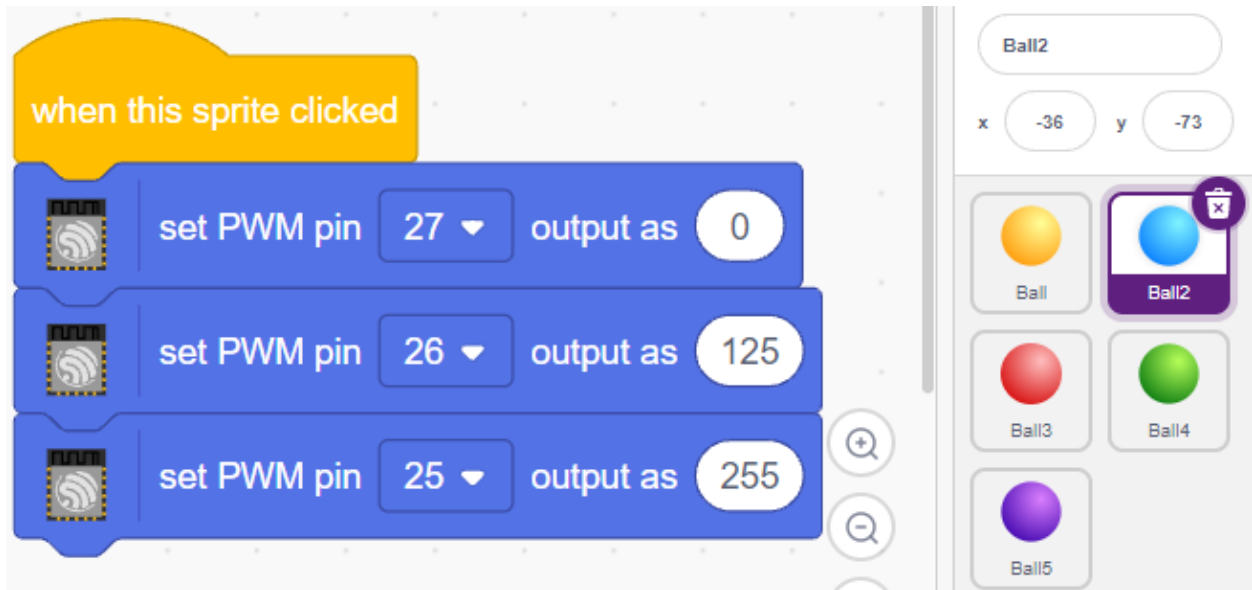 when this sprite clicked
set PWM pin 27 output as 0
set PWM pin 26 output as 125
set PWM pin 25 output as 255
Ball2
x -36 y -73
Ball Ball2
Ball3 Ball4
Ball5